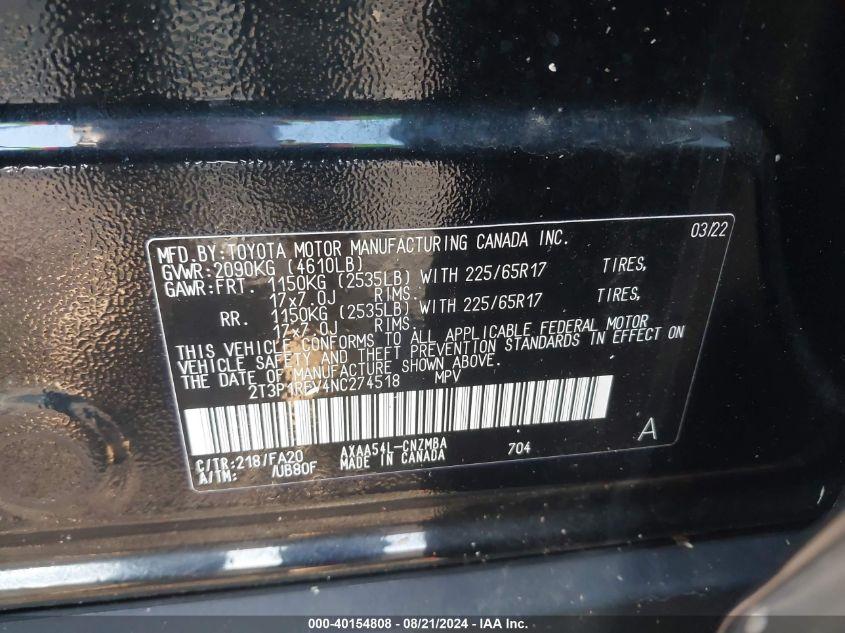 MFD. BY: TOYOTA MOTOR MANUFACTURING CANADA INC. 03/22
GVWR: 2090KG (4610LB)
GAWR: FRT. 1150KG (2535LB) WITH 225/65R17 TIRES,
17x7.0J RIMS.
RR. 1150KG (2535LB) WITH 225/65R17 TIRES,
17x7.0J RIMS.
THIS VEHICLE CONFORMS TO ALL APPLICABLE FEDERAL MOTOR
VEHICLE SAFETY AND THEFT PREVENTION STANDARDS IN EFFECT ON
THE DATE OF MANUFACTURE SHOWN ABOVE.
2T3P1RFV4NC274518 MPV
A
C/TR: 218/FA20 AXAA54L-CNZMBA 704
A/TM: /UB80F MADE IN CANADA
000-40154808 - 08/21/2024 - IAA Inc.